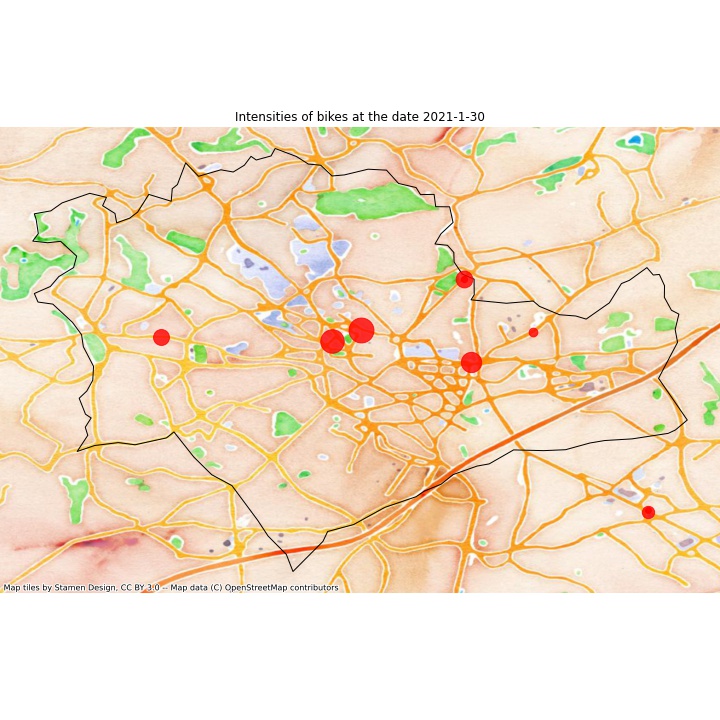 Intensities of bikes at the date 2021-1-30
Map tiles by Stamen Design, CC BY 3.0 -- Map data (C) OpenStreetMap contributors